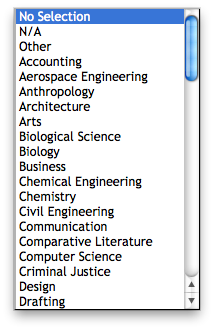 No Selection
N/A
Other
Accounting
Aerospace Engineering
Anthropology
Architecture
Arts
Biological Science
Biology
Business
Chemical Engineering
Chemistry
Civil Engineering
Communication
Comparative Literature
Computer Science
Criminal Justice
Design
Drafting